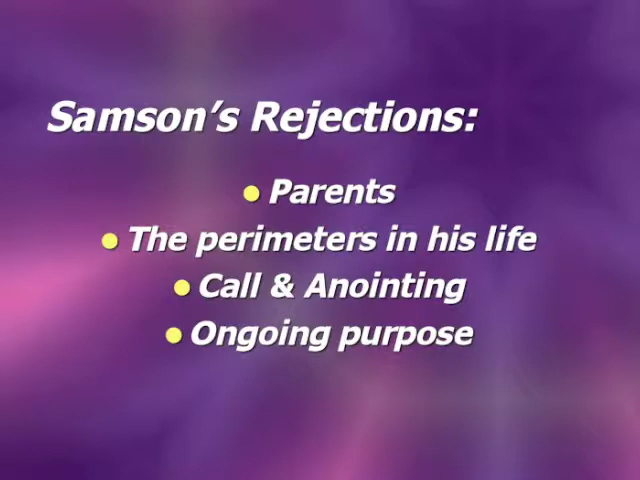 Samson’s Rejections:
● Parents
● The perimeters in his life
● Call & Anointing
● Ongoing purpose